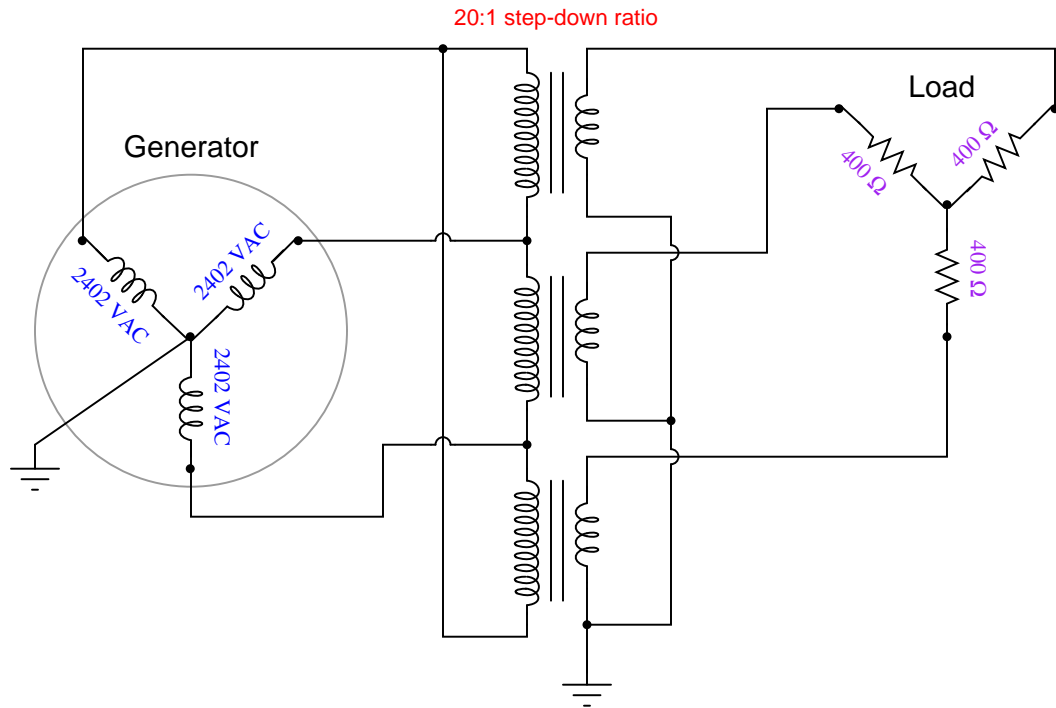 20:1 step-down ratio
Load
Generator
400 Ω
400 Ω
2402 VAC
2402 VAC
400 Ω
2402 VAC